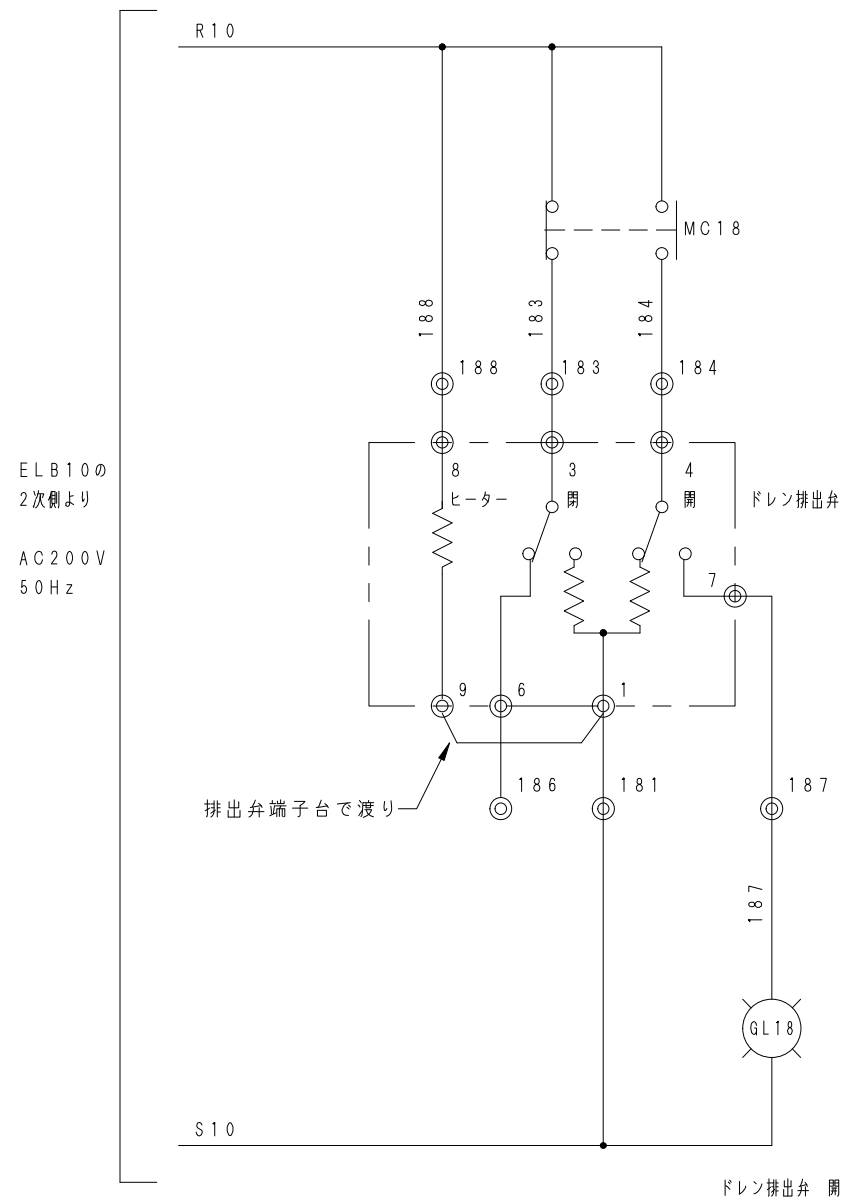 R10
MC18
188
183
184
188
183
184
ELB10の
2次側より
AC200V
50Hz
8
3
4
ヒーター
閉
開
ドレン排出弁
7
9
6
1
186
181
187
排出弁端子台で渡り
187
GL18
S10
ドレン排出弁 開